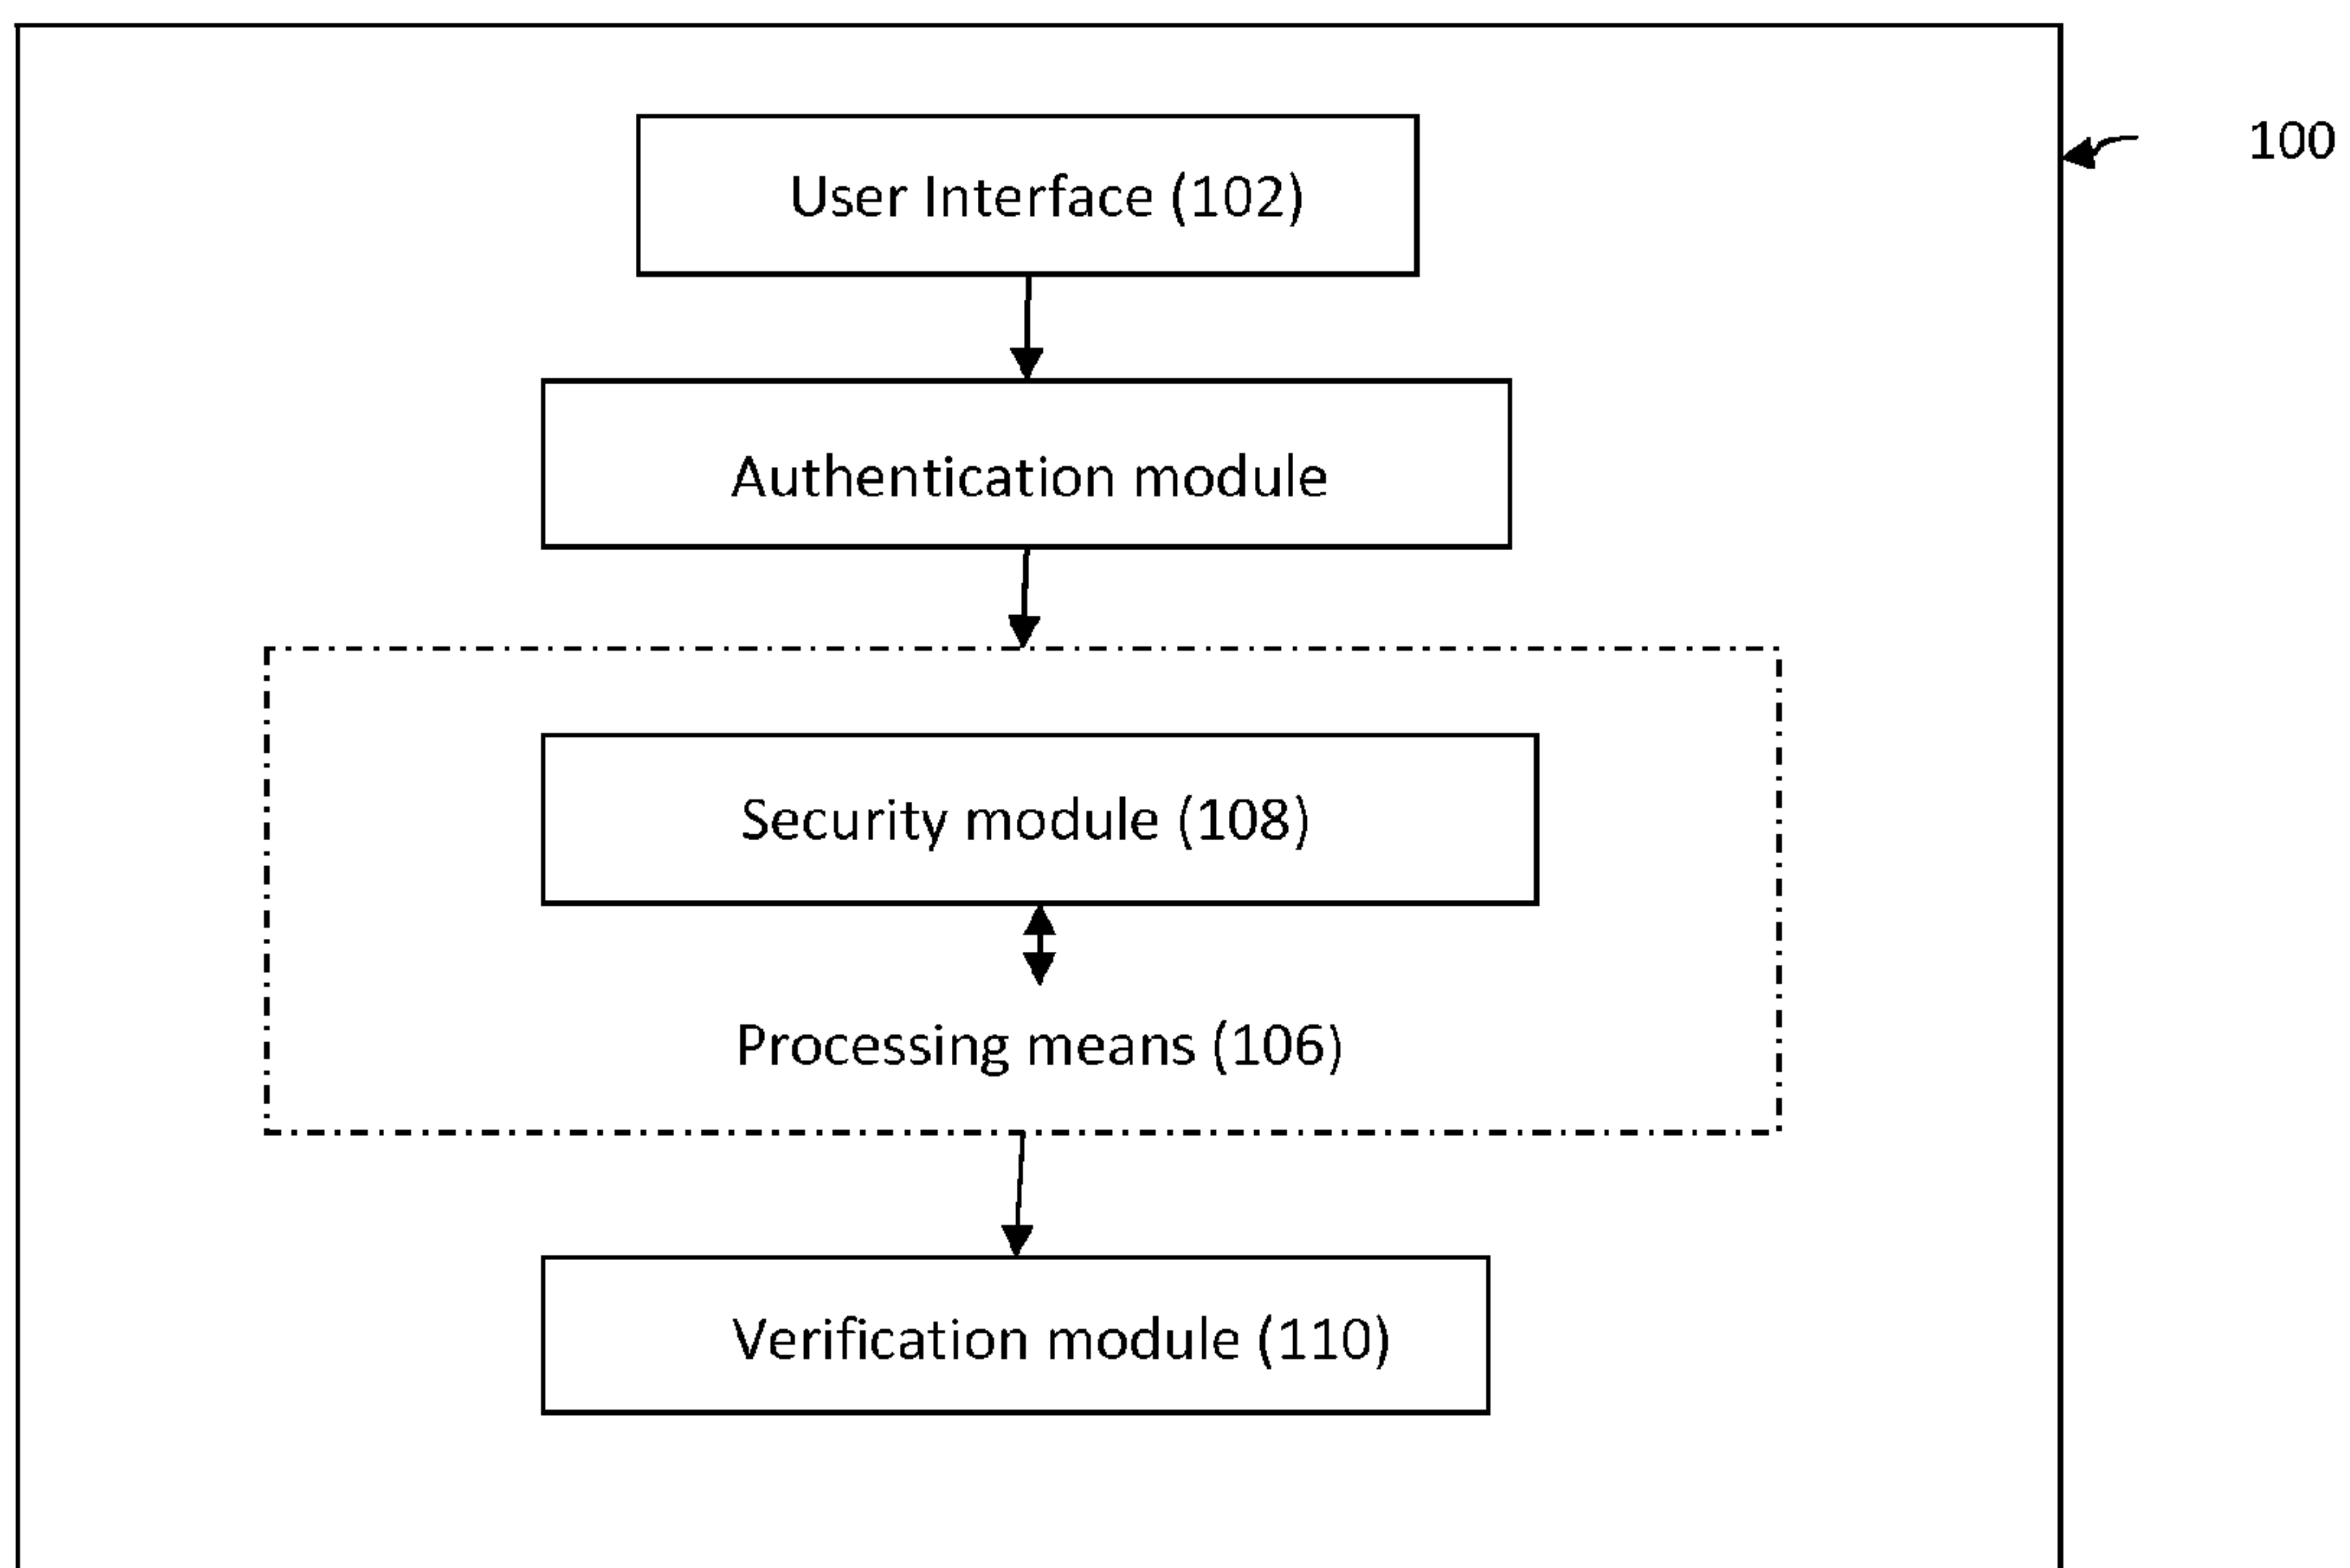 100
User Interface (102)
Authentication module
Security module (108)
Processing means (106)
Verification module (110)